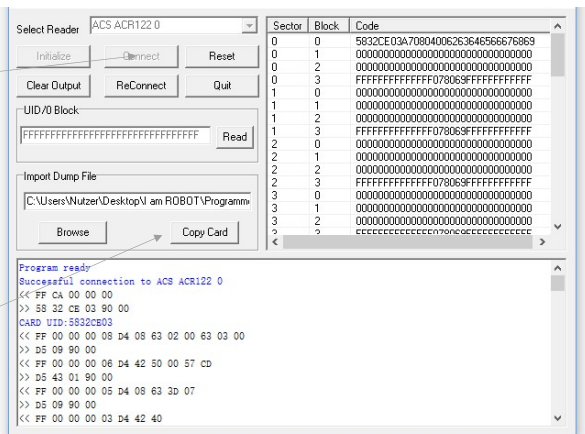 Select Reader ACS ACR122 0
Initialize Connect Reset
Clear Output ReConnect Quit
UID/0 Block
FFFFFFFFFFFFFFFFFFFFFFFFFFFFFFFF Read
Import Dump File
C:\Users\Nutzer\Desktop\I am ROBOT\Programm
Browse Copy Card
Sector Block Code
0 0 5832CE03A70804006263646566676869
0 1 00000000000000000000000000000000
0 2 00000000000000000000000000000000
0 3 FFFFFFFFFFFFFF078069FFFFFFFFFFFF
1 0 00000000000000000000000000000000
1 1 00000000000000000000000000000000
1 2 00000000000000000000000000000000
1 3 FFFFFFFFFFFFFF078069FFFFFFFFFFFF
2 0 00000000000000000000000000000000
2 1 00000000000000000000000000000000
2 2 00000000000000000000000000000000
2 3 FFFFFFFFFFFFFF078069FFFFFFFFFFFF
3 0 00000000000000000000000000000000
3 1 00000000000000000000000000000000
3 2 00000000000000000000000000000000
3 3 FFFFFFFFFFFFFF078069FFFFFFFFFFFF
Program ready
Successful connection to ACS ACR122 0
<< FF CA 00 00 00
>> 58 32 CE 03 90 00
CARD UID:5832CE03
<< FF 00 00 00 08 D4 08 63 02 00 63 03 00
>> D5 09 90 00
<< FF 00 00 00 06 D4 42 50 00 57 CD
>> D5 43 01 90 00
<< FF 00 00 00 05 D4 08 63 3D 07
>> D5 09 90 00
<< FF 00 00 00 03 D4 42 40